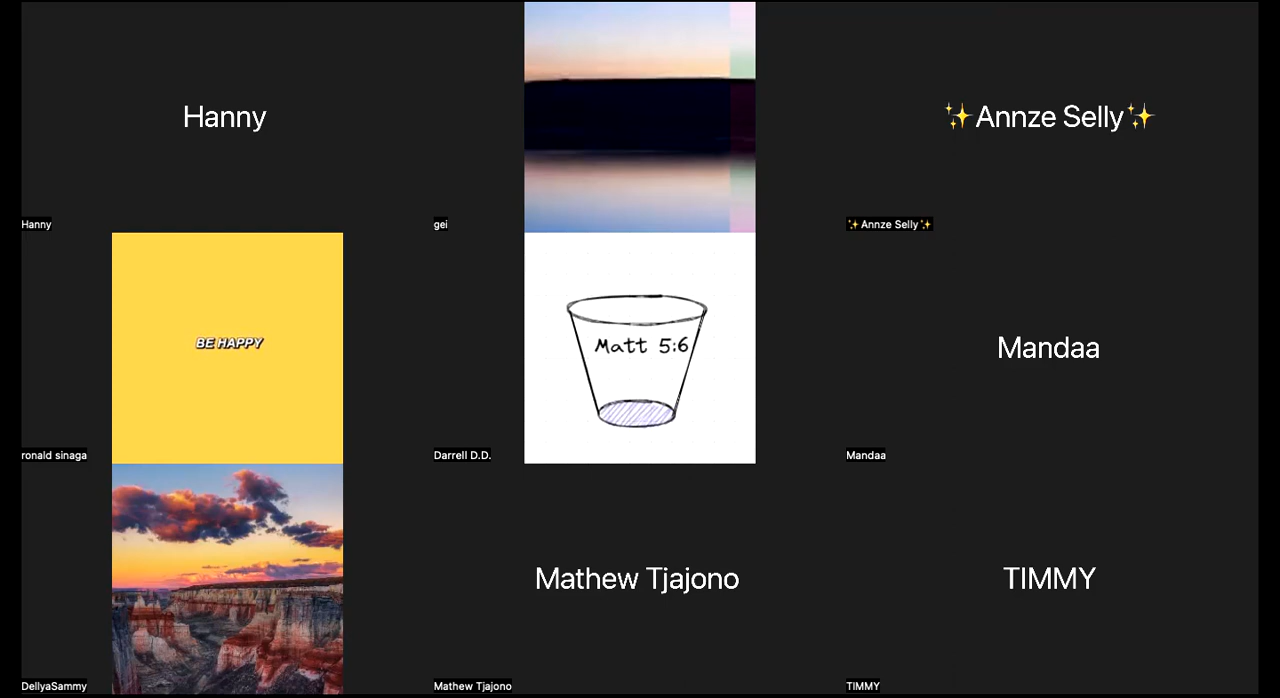 Hanny
✨Annze Selly✨
Hanny
gei
✨Annze Selly✨
BE HAPPY
Matt 5:6
Mandaa
ronald sinaga
Darrell D.D.
Mandaa
Mathew Tjajono
TIMMY
DellyaSammy
Mathew Tjajono
TIMMY